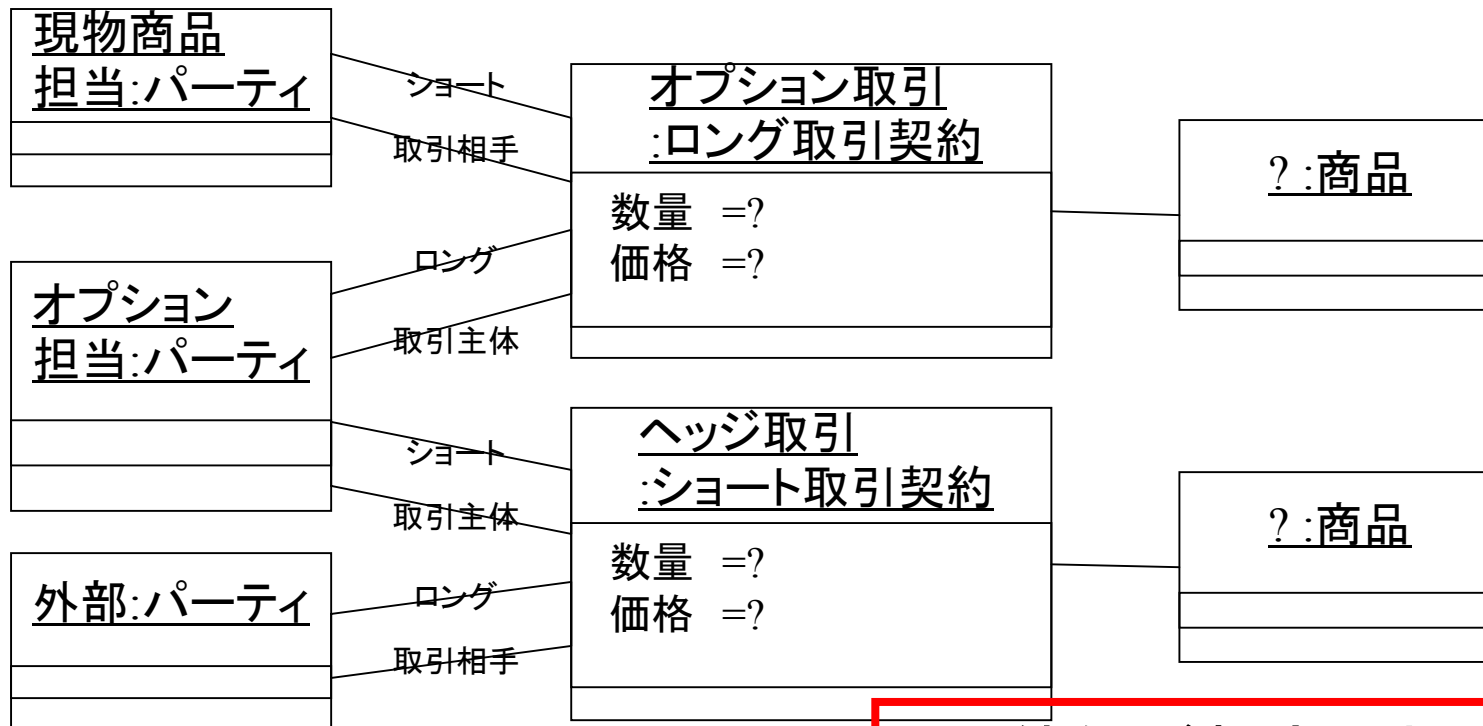 現物商品
担当:パーティ
ショート
取引相手
オプション取引
:ロング取引契約
数量 =?
価格 =?
? :商品
ロング
取引主体
オプション
担当:パーティ
ショート
取引主体
ヘッジ取引
:ショート取引契約
数量 =?
価格 =?
? :商品
外部:パーティ
ロング
取引相手